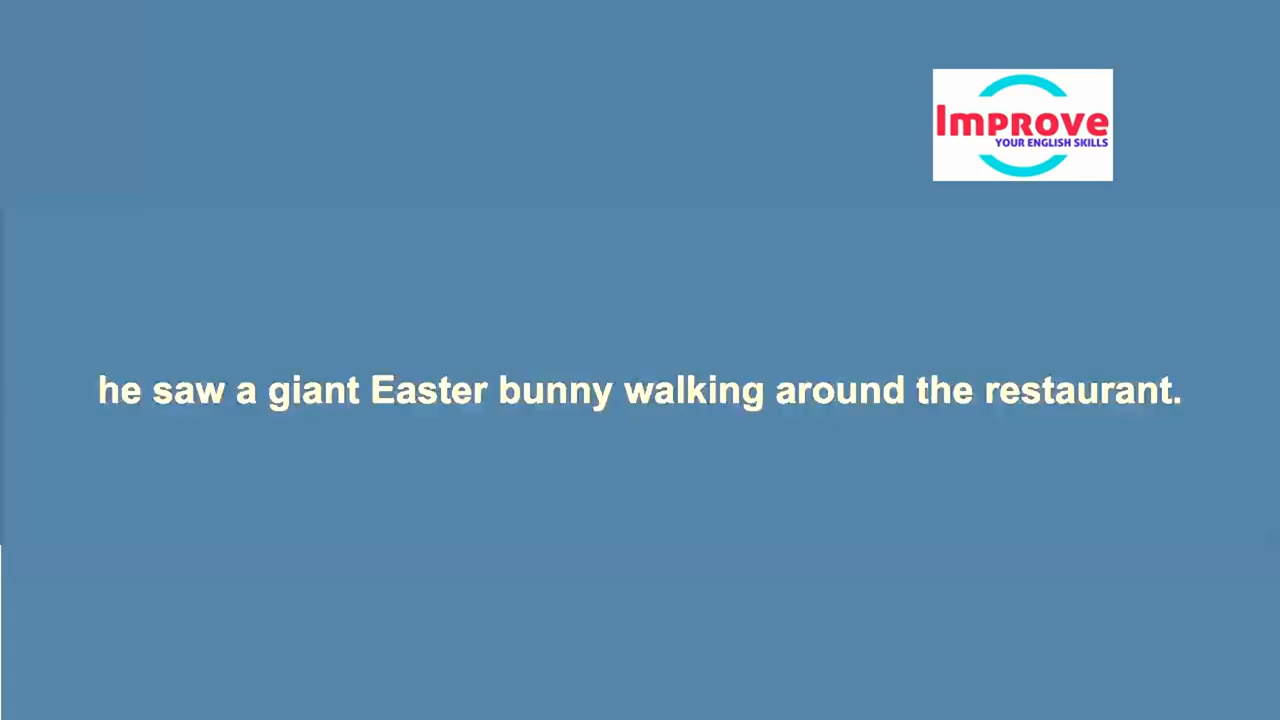 Improve
YOUR ENGLISH SKILLS
he saw a giant Easter bunny walking around the restaurant.